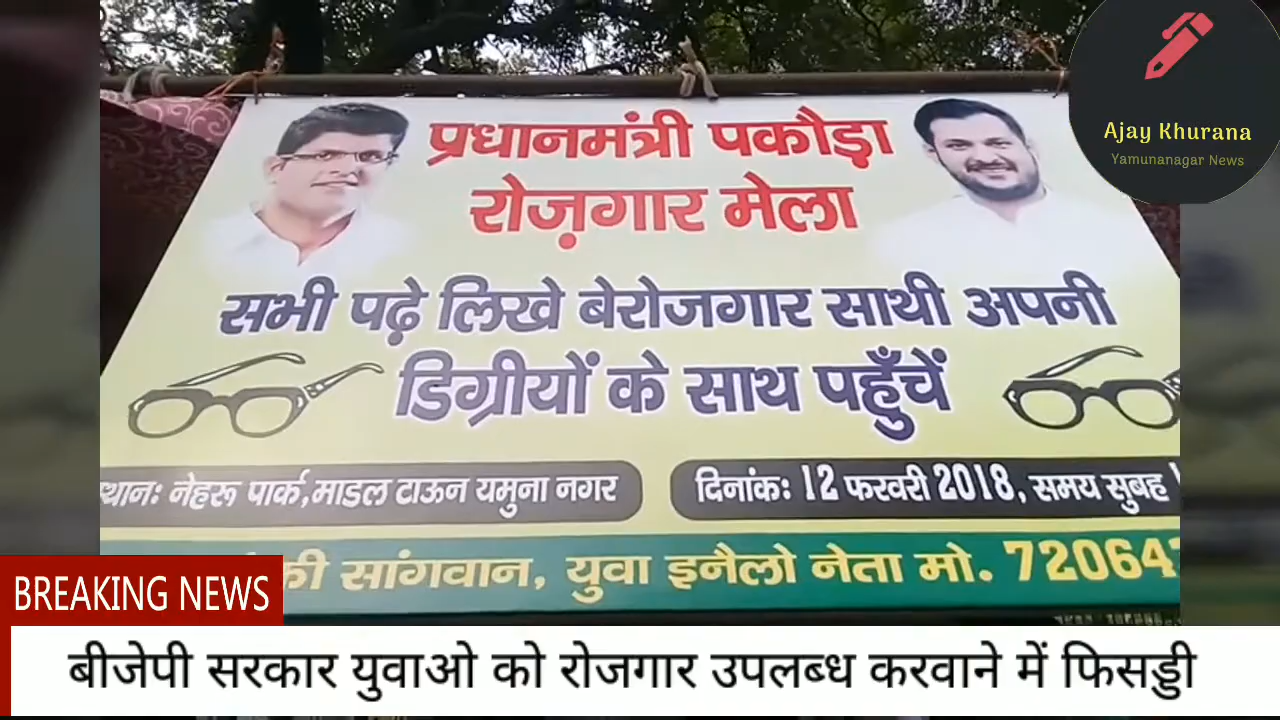 Ajay Khurana
Yamunanagar News
प्रधानमंत्री पकौड़ा
रोज़गार मेला
सभी पढ़े लिखे बेरोजगार साथी अपनी
डिग्रीयों के साथ पहुँचें
नेहरू पार्क,माडल टाऊन यमुना नगर
दिनांक: 12 फरवरी 2018, समय सुबह
सांगवान, युवा इनैलो नेता मो. 72064
BREAKING NEWS
बीजेपी सरकार युवाओ को रोजगार उपलब्ध करवाने में फिसड्डी